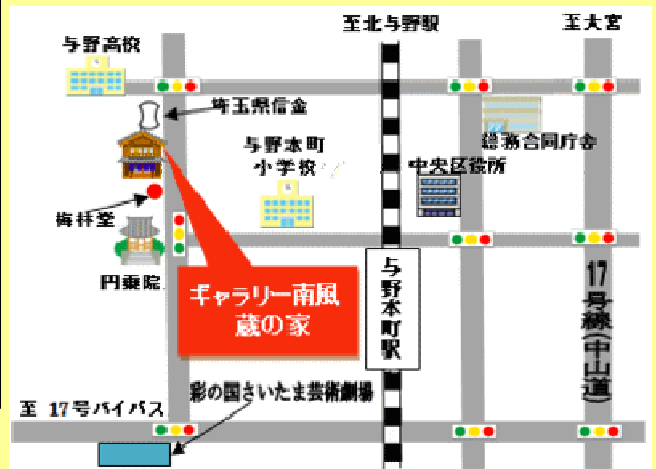 至北与野駅
至大宮
与野高校
埼玉県信金
与野本町
小学校
総務合同庁舎
中央区役所
梅林堂
円乗院
ギャラリー南風
蔵の家
与野本町駅
17号線(中山道)
彩の国さいたま芸術劇場
至 17号バイパス